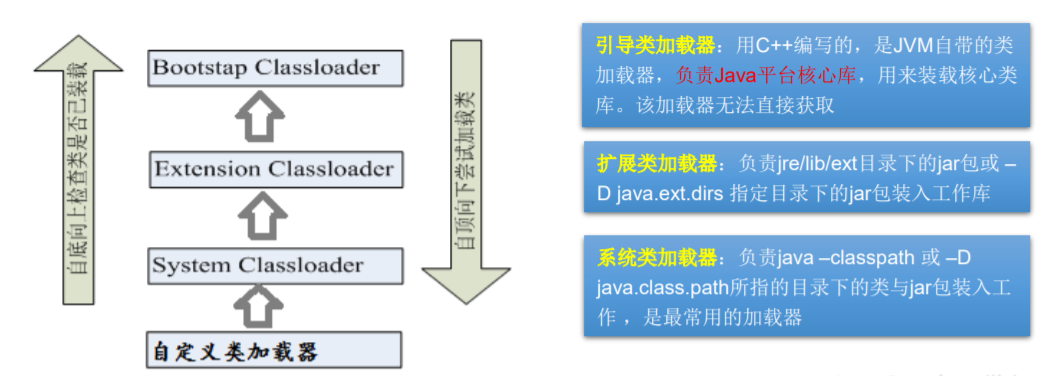 自底向上检查类是否已装载
Bootstap Classloader
Extension Classloader
System Classloader
自定义类加载器
自顶向下尝试加载类
引导类加载器：用C++编写的，是JVM自带的类
加载器，负责Java平台核心库，用来装载核心类
库。该加载器无法直接获取
扩展类加载器：负责jre/lib/ext目录下的jar包或 –
D java.ext.dirs 指定目录下的jar包装入工作库
系统类加载器：负责java –classpath 或 –D
java.class.path所指的目录下的类与jar包装入工
作 ，是最常用的加载器